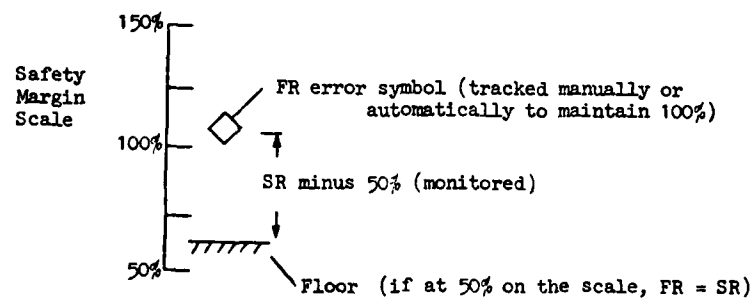 150%
Safety
Margin
Scale
FR error symbol (tracked manually or
automatically to maintain 100%)
100%
SR minus 50% (monitored)
50%
Floor (if at 50% on the scale, FR = SR)